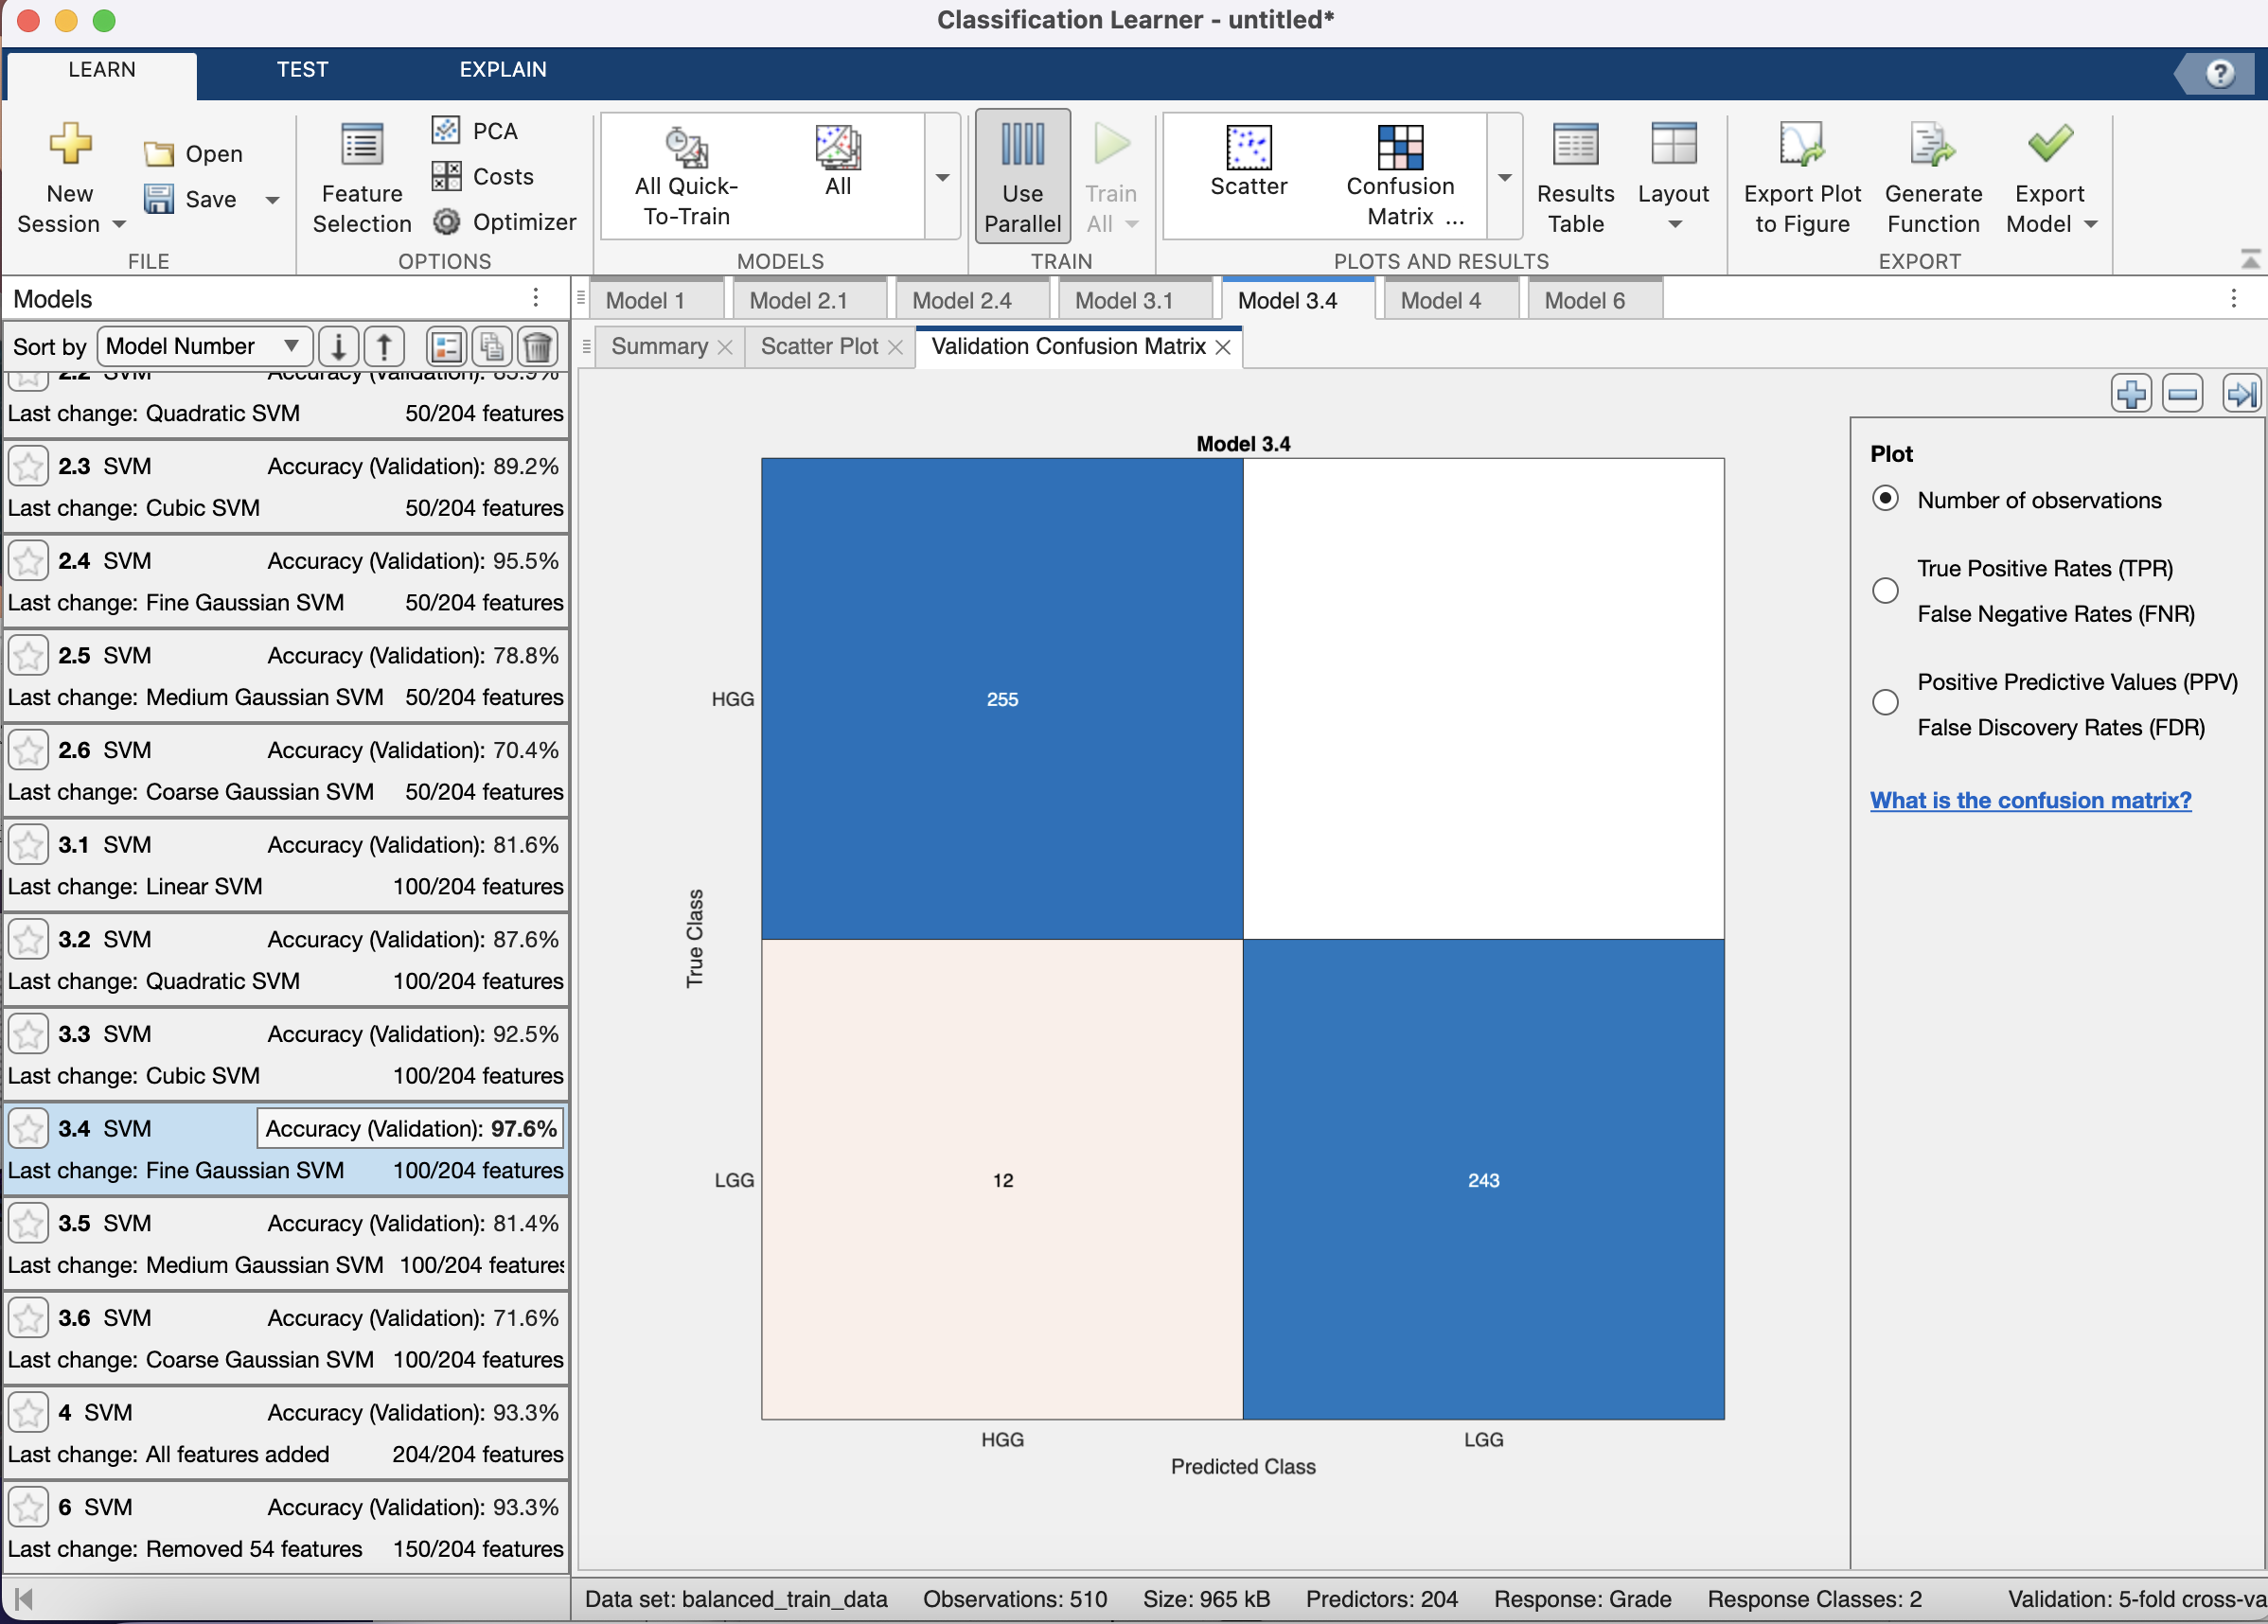 Classification Learner - untitled*
LEARN
TEST
EXPLAIN
New Session
Open
Save
FILE
Feature Selection
PCA
Costs
Optimizer
OPTIONS
All Quick-To-Train
All
MODELS
Use Parallel
Train All
TRAIN
Scatter
Confusion Matrix ...
Results Table
Layout
PLOTS AND RESULTS
Export Plot to Figure
Generate Function
Export Model
EXPORT
Models
Sort by Model Number
2.2 SVM Accuracy (Validation): 83.9%
Last change: Quadratic SVM 50/204 features
2.3 SVM Accuracy (Validation): 89.2%
Last change: Cubic SVM 50/204 features
2.4 SVM Accuracy (Validation): 95.5%
Last change: Fine Gaussian SVM 50/204 features
2.5 SVM Accuracy (Validation): 78.8%
Last change: Medium Gaussian SVM 50/204 features
2.6 SVM Accuracy (Validation): 70.4%
Last change: Coarse Gaussian SVM 50/204 features
3.1 SVM Accuracy (Validation): 81.6%
Last change: Linear SVM 100/204 features
3.2 SVM Accuracy (Validation): 87.6%
Last change: Quadratic SVM 100/204 features
3.3 SVM Accuracy (Validation): 92.5%
Last change: Cubic SVM 100/204 features
3.4 SVM Accuracy (Validation): 97.6%
Last change: Fine Gaussian SVM 100/204 features
3.5 SVM Accuracy (Validation): 81.4%
Last change: Medium Gaussian SVM 100/204 features
3.6 SVM Accuracy (Validation): 71.6%
Last change: Coarse Gaussian SVM 100/204 features
4 SVM Accuracy (Validation): 93.3%
Last change: All features added 204/204 features
6 SVM Accuracy (Validation): 93.3%
Last change: Removed 54 features 150/204 features
Model 1
Model 2.1
Model 2.4
Model 3.1
Model 3.4
Model 4
Model 6
Summary
Scatter Plot
Validation Confusion Matrix
Model 3.4
True Class
HGG
255
LGG
12
243
HGG
LGG
Predicted Class
Plot
Number of observations
True Positive Rates (TPR)
False Negative Rates (FNR)
Positive Predictive Values (PPV)
False Discovery Rates (FDR)
What is the confusion matrix?
Data set: balanced_train_data Observations: 510 Size: 965 kB Predictors: 204 Response: Grade Response Classes: 2 Validation: 5-fold cross-va